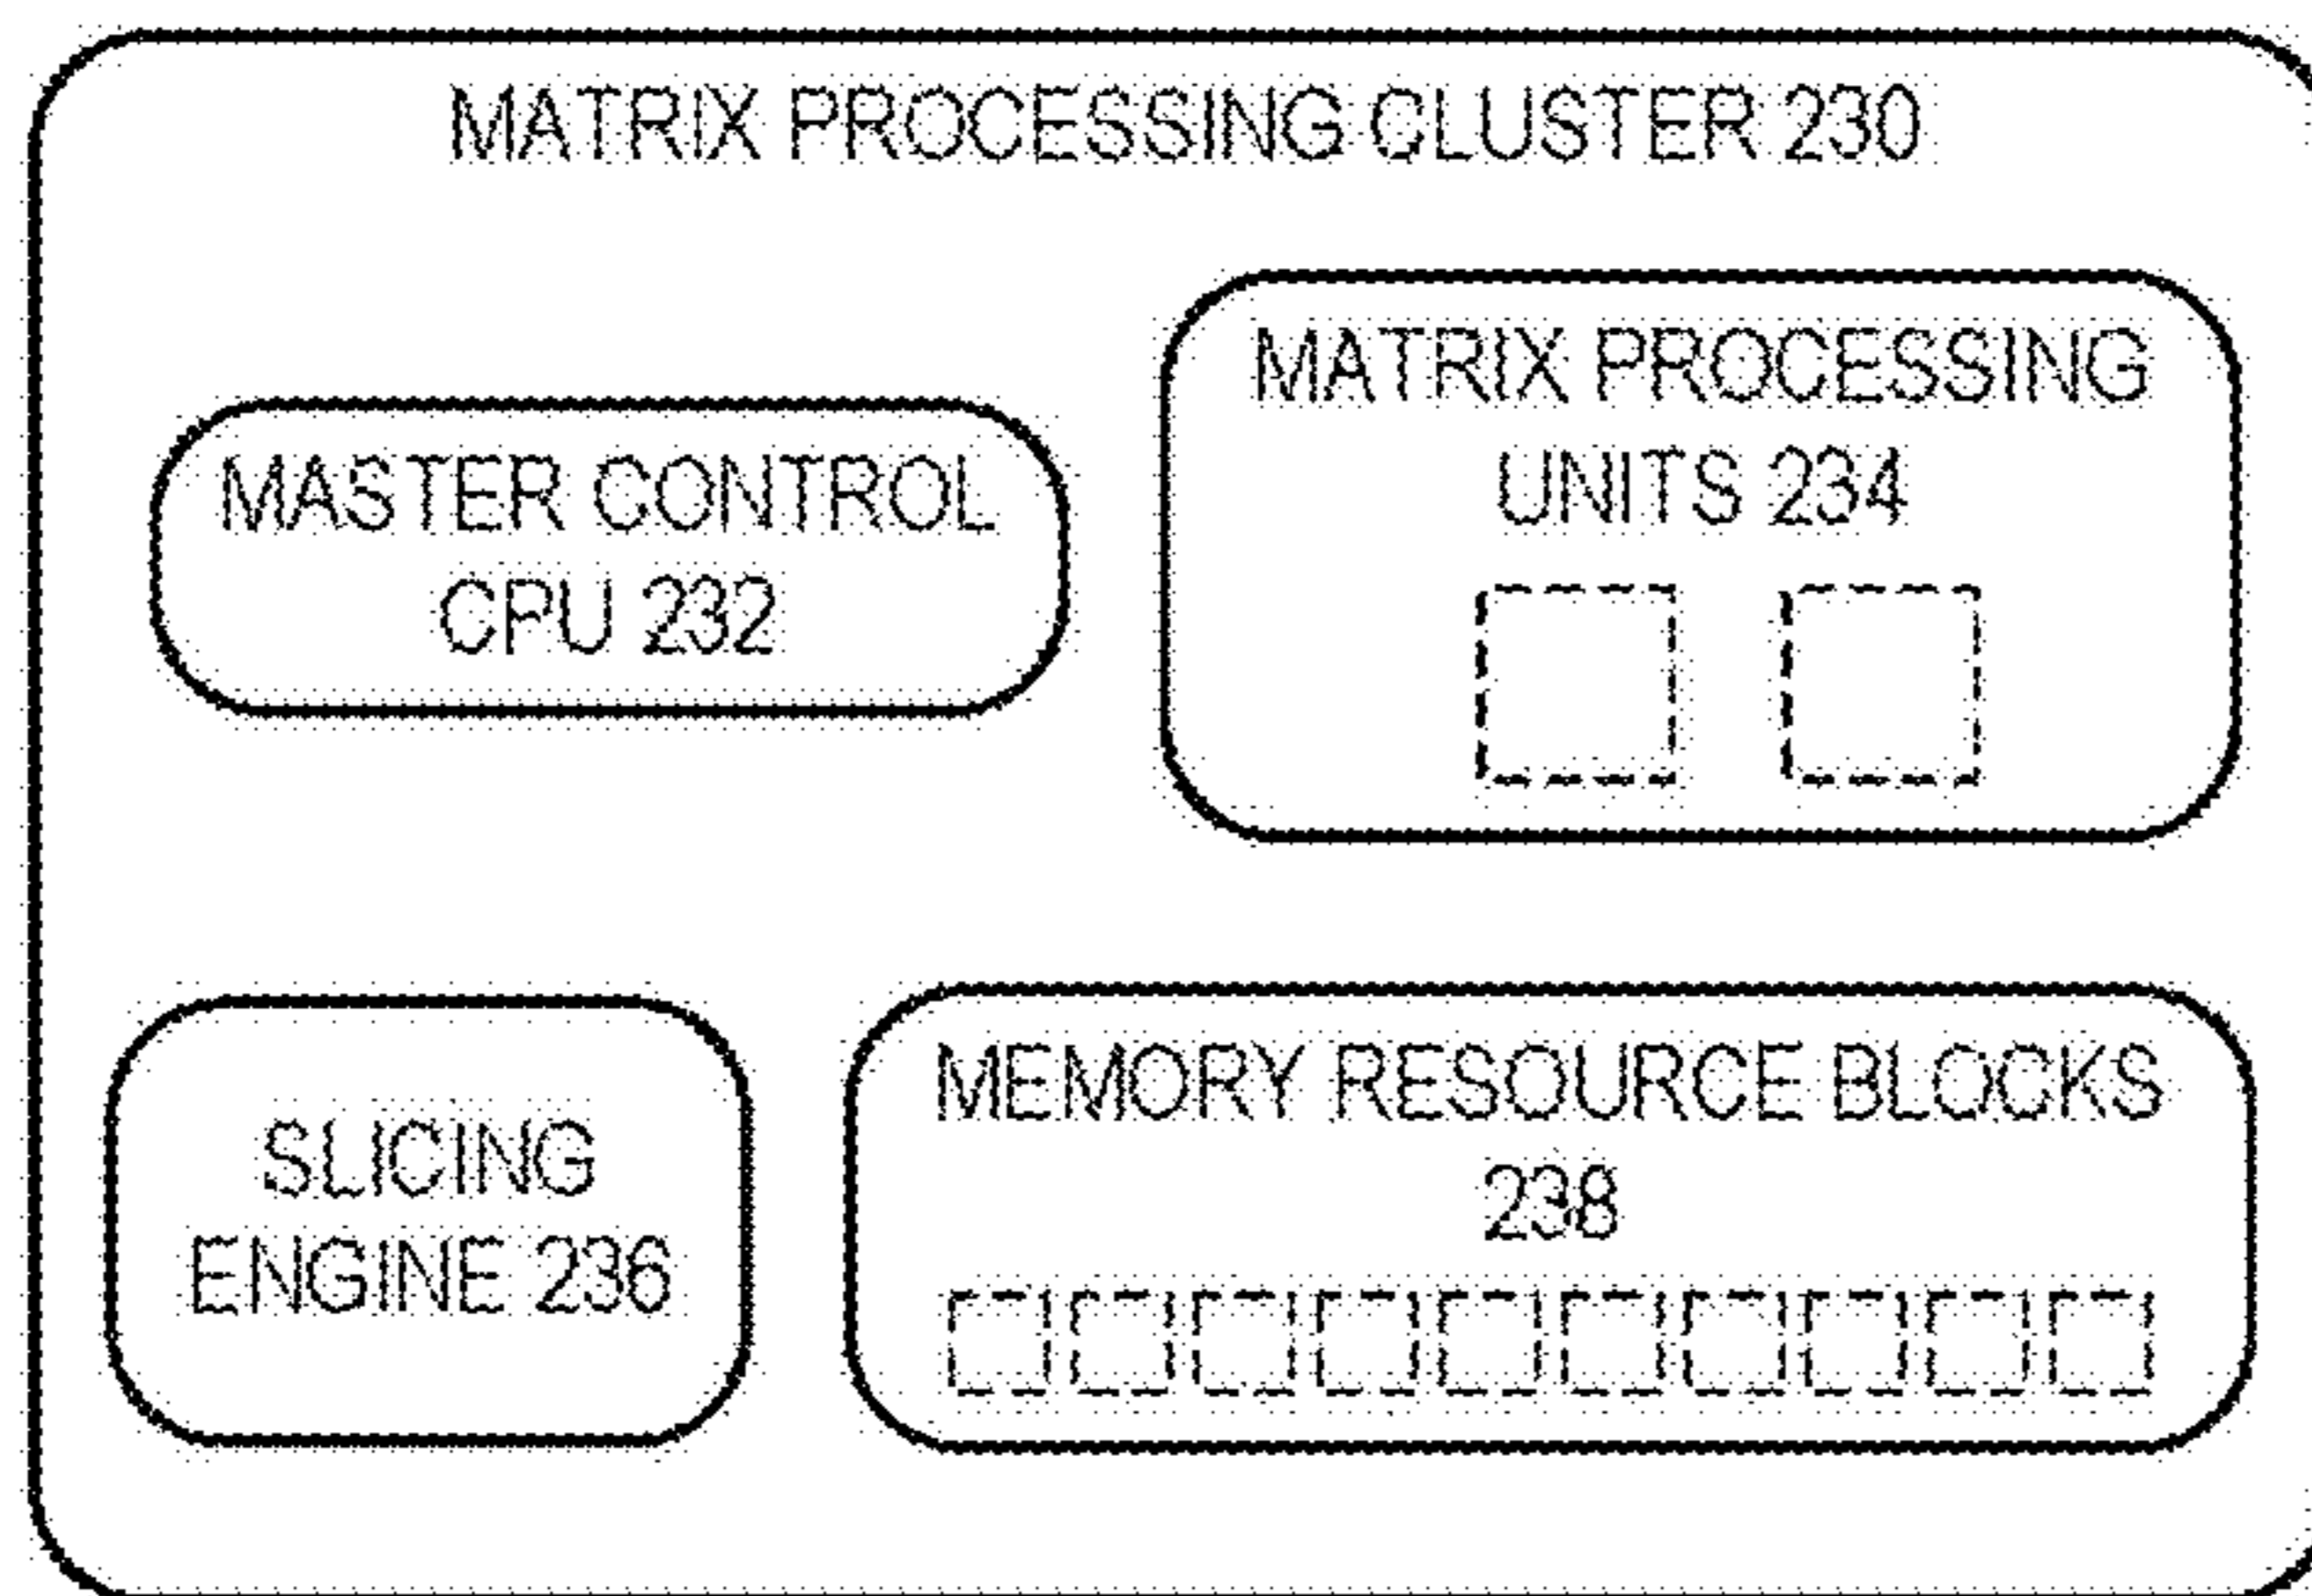 MATRIX PROCESSING CLUSTER 230
MATRIX PROCESSING
UNITS 234
MASTER CONTROL
CPU 232
SLICING
ENGINE 236
MEMORY RESOURCE BLOCKS
238